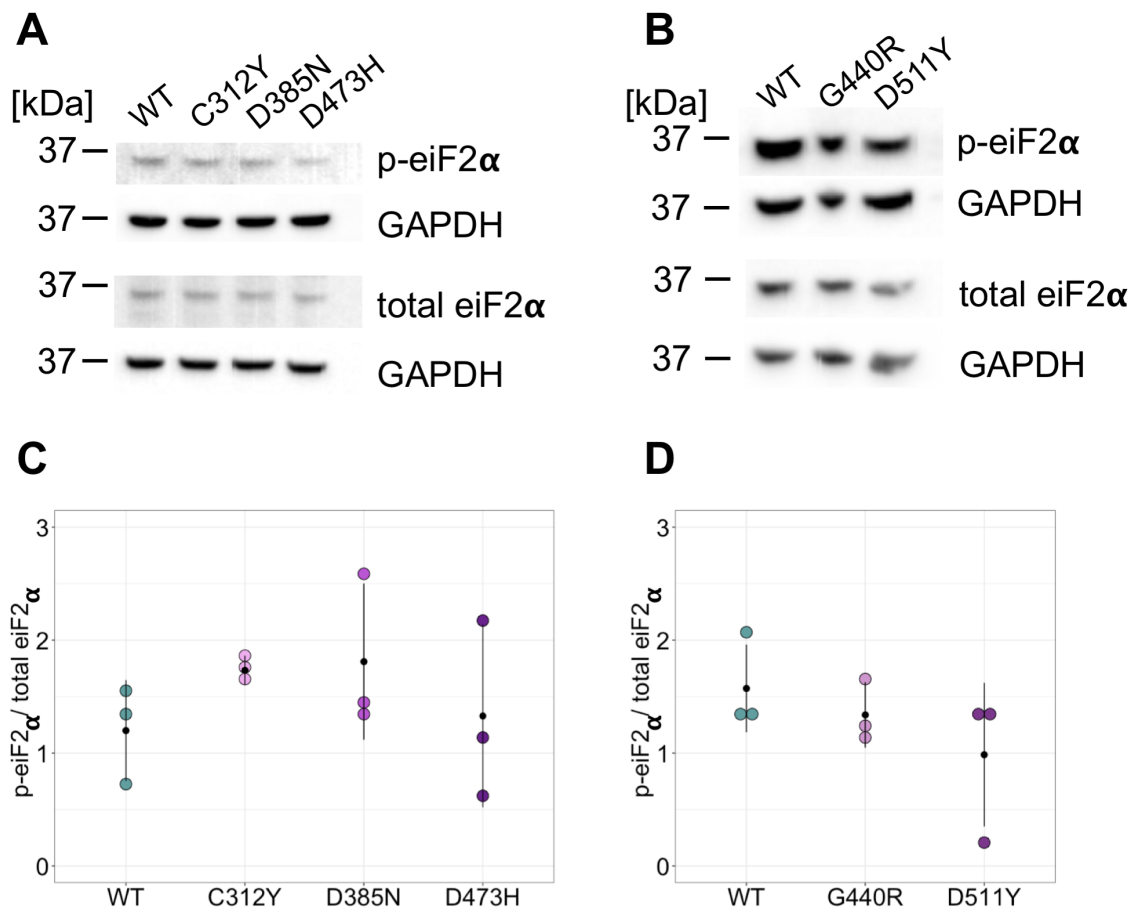 A
[kDa] WT C312Y D385N D473H
37 p-eiF2α
37 GAPDH
37 total eiF2α
37 GAPDH
B
[kDa] WT G440R D511Y
37 p-eiF2α
37 GAPDH
37 total eiF2α
37 GAPDH
C
p-eiF2α/ total eiF2α
3
2
1
0
WT C312Y D385N D473H
D
p-eiF2α/ total eiF2α
3
2
1
0
WT G440R D511Y